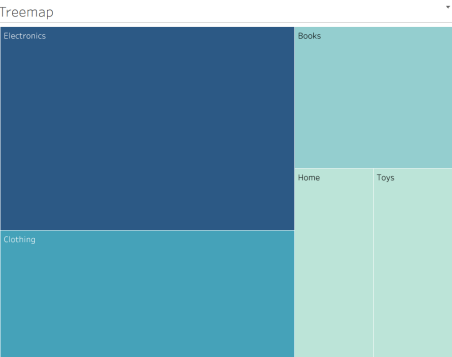 Treemap
Electronics
Books
Home
Toys
Clothing